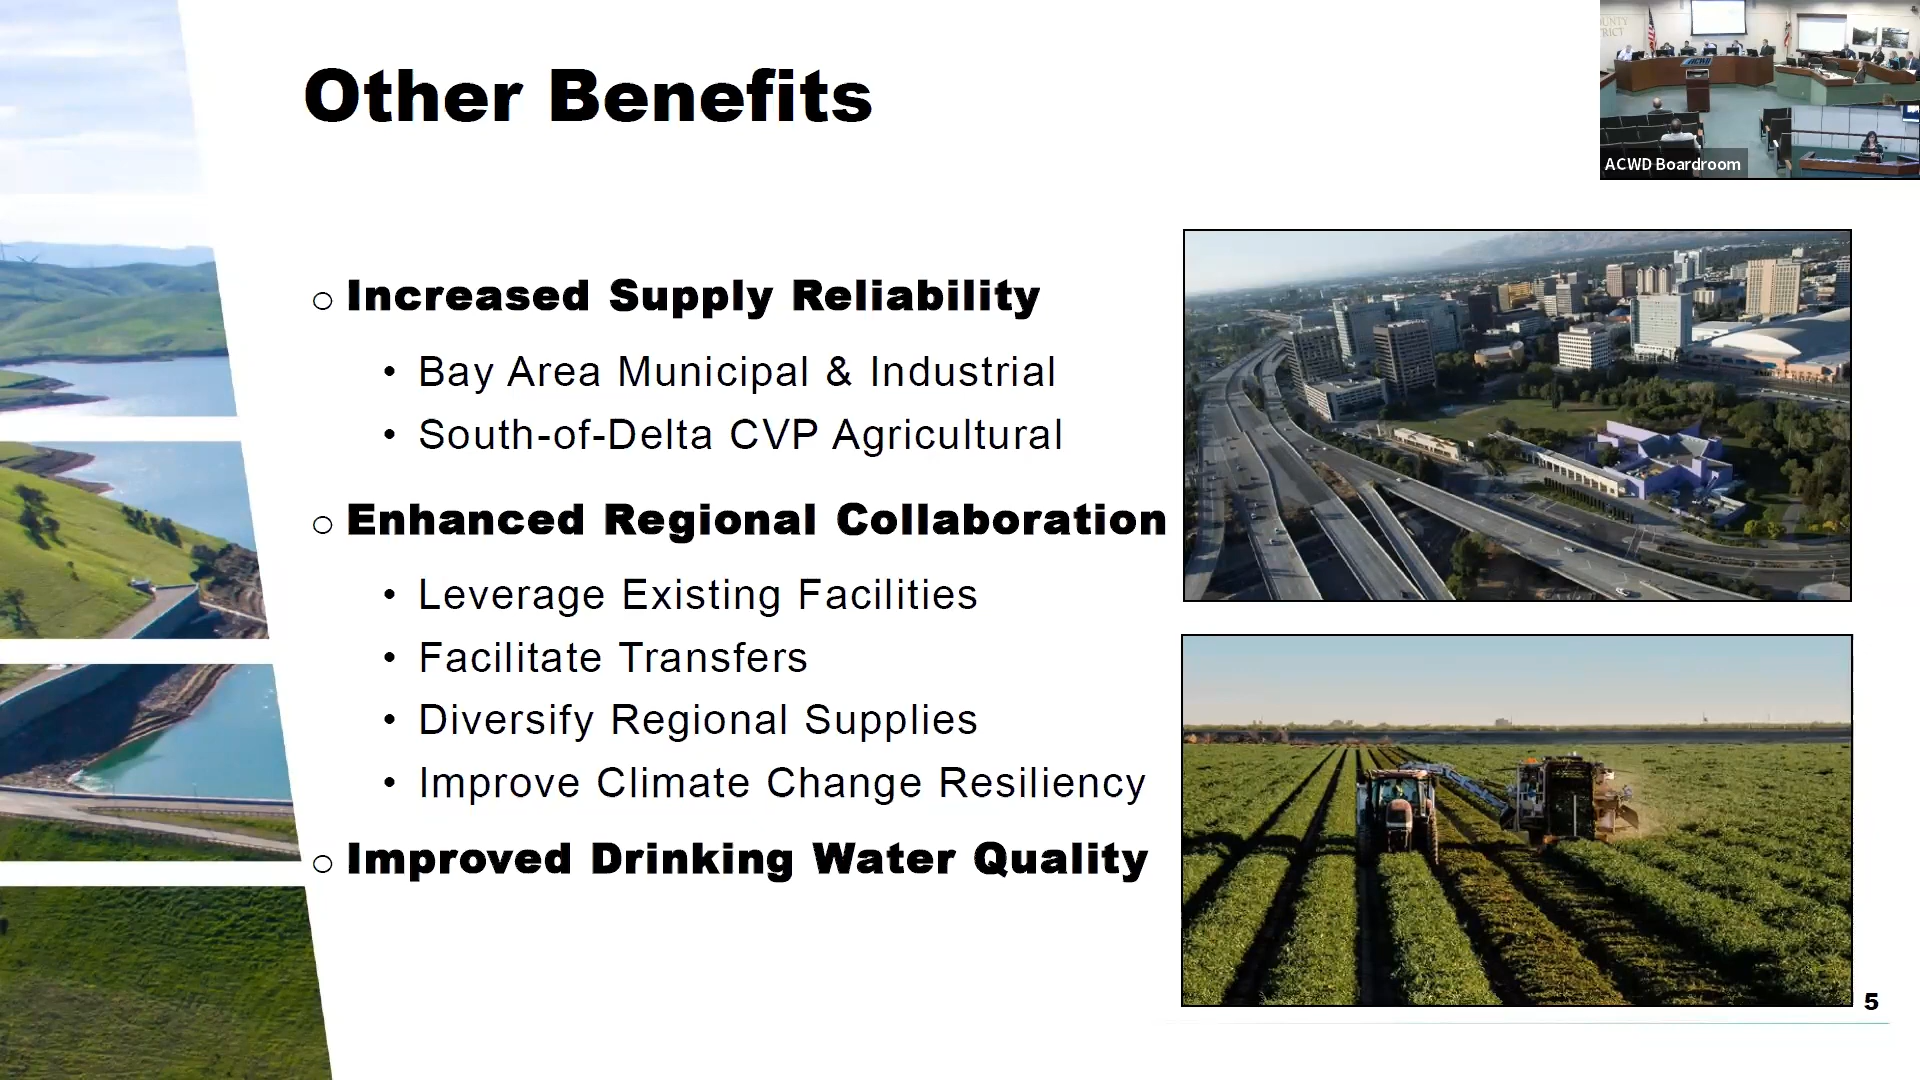 Other Benefits
ACWD Boardroom
Increased Supply Reliability
• Bay Area Municipal & Industrial
• South-of-Delta CVP Agricultural
Enhanced Regional Collaboration
• Leverage Existing Facilities
• Facilitate Transfers
• Diversify Regional Supplies
• Improve Climate Change Resiliency
Improved Drinking Water Quality
5